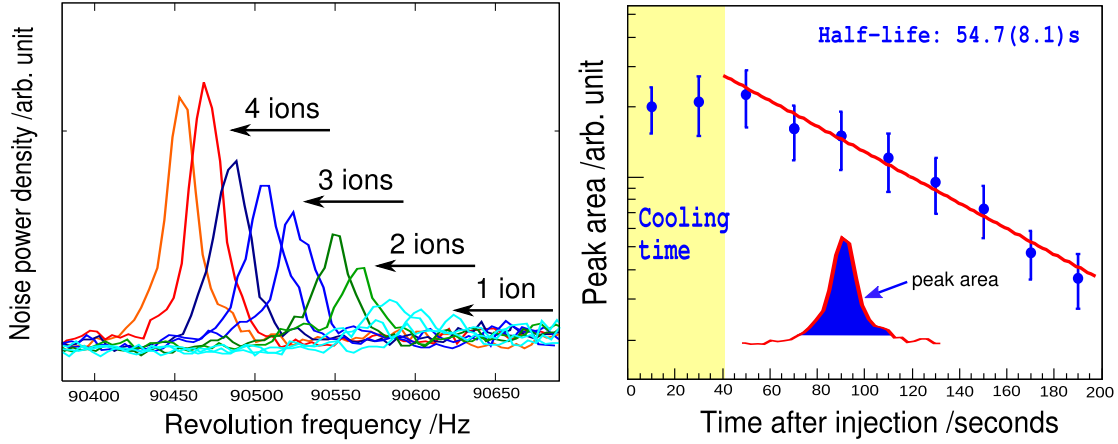 Noise power density /arb. unit
4 ions
3 ions
2 ions
1 ion
90400 90450 90500 90550 90600 90650
Revolution frequency /Hz
Peak area /arb. unit
Half-life: 54.7(8.1)s
Cooling
time
peak area
0 20 40 60 80 100 120 140 160 180 200
Time after injection /seconds